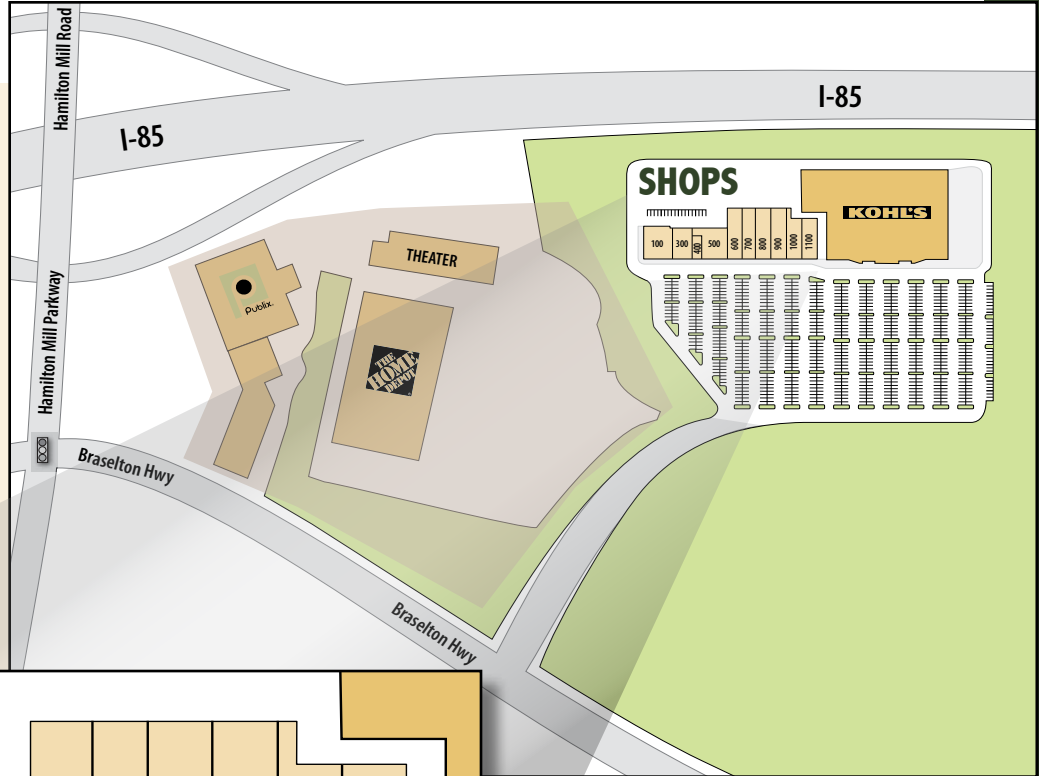 Hamilton Mill Road
I-85
I-85
SHOPS
KOHL'S
100
300
400
500
600
700
800
900
1000
1100
THEATER
Publix.
THE
HOME
DEPOT
Hamilton Mill Parkway
Braselton Hwy
Braselton Hwy